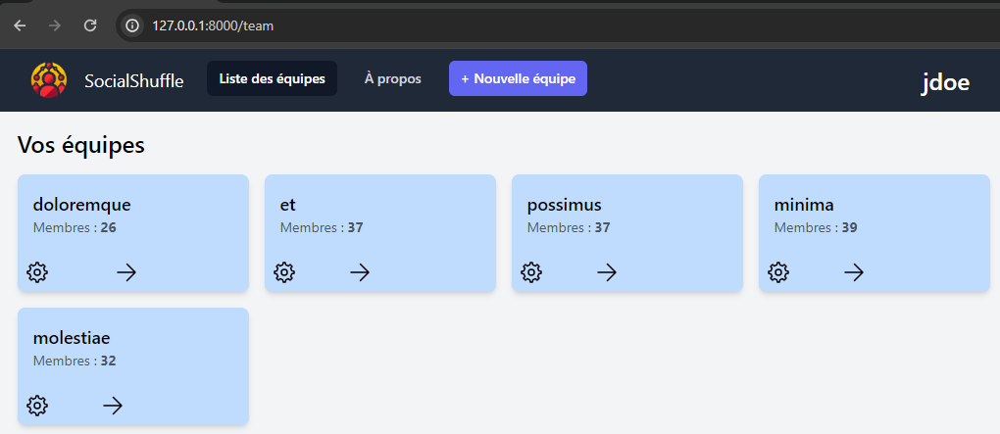 127.0.0.1:8000/team
SocialShuffle Liste des équipes À propos + Nouvelle équipe jdoe
Vos équipes
doloremque
Membres : 26
et
Membres : 37
possimus
Membres : 37
minima
Membres : 39
molestiae
Membres : 32